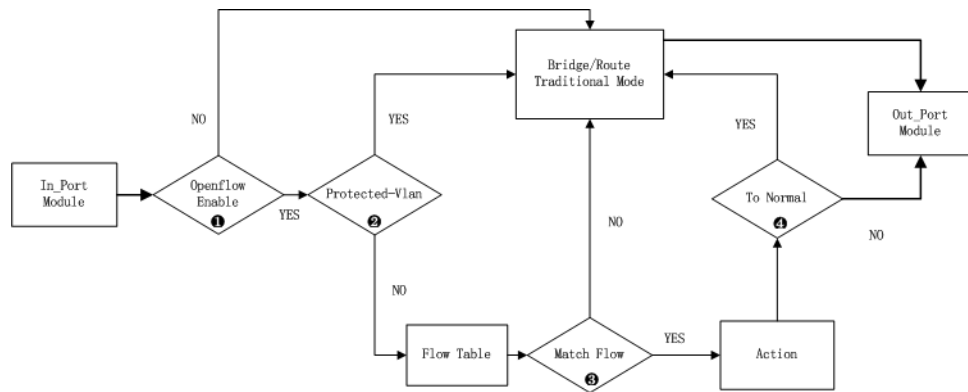 Bridge/Route
Traditional Mode
Out_Port
Module
NO
YES
YES
In_Port
Module
Openflow
Enable
❶
YES
Protected-Vlan
❷
To Normal
❹
NO
NO
NO
Flow Table
Match Flow
❸
YES
Action